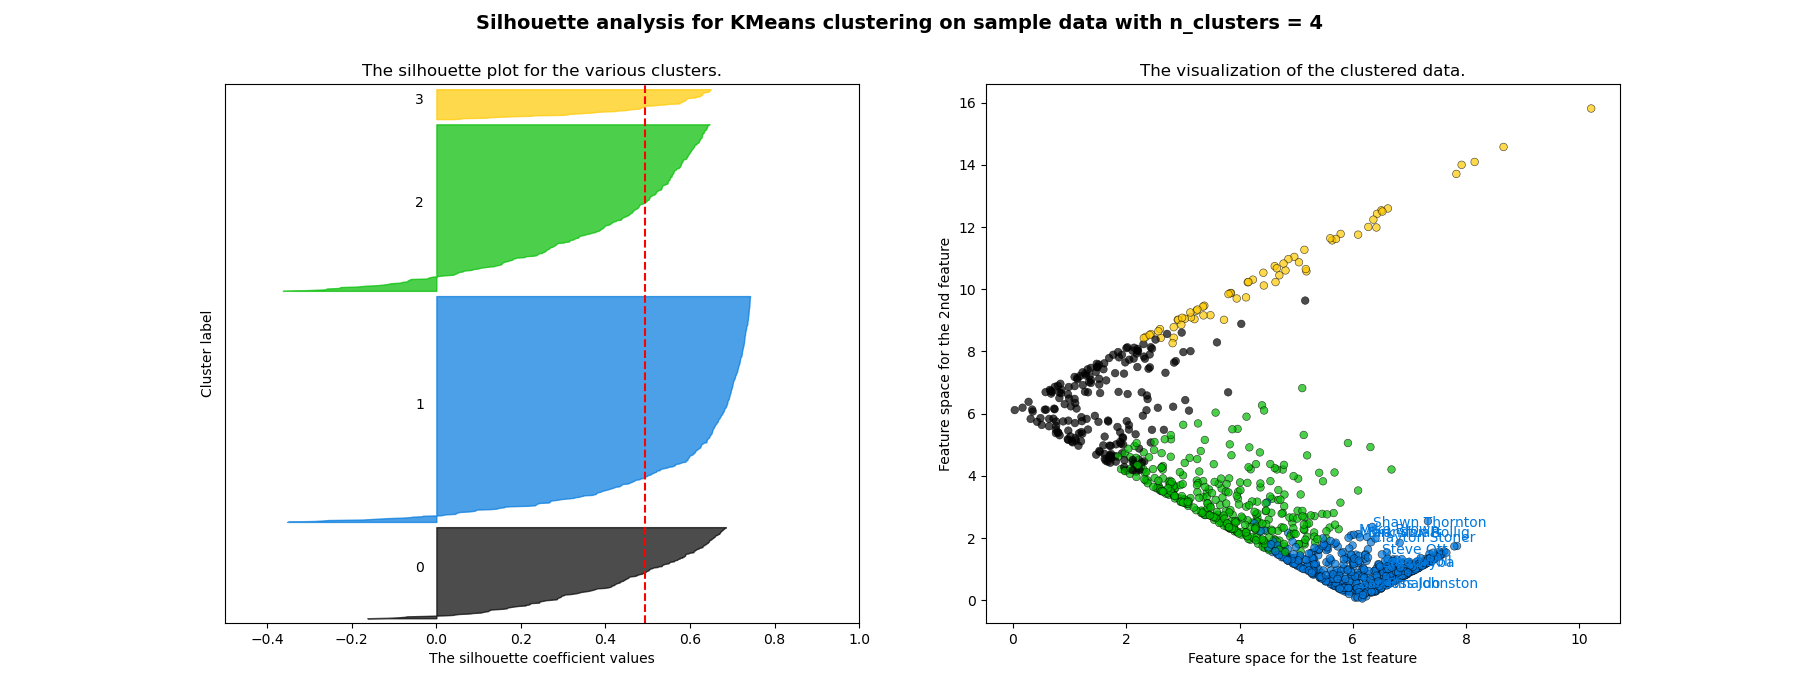 Silhouette analysis for KMeans clustering on sample data with n_clusters = 4
The silhouette plot for the various clusters.
3
2
1
0
Cluster label
−0.4 −0.2 0.0 0.2 0.4 0.6 0.8 1.0
The silhouette coefficient values
The visualization of the clustered data.
16
14
12
10
8
6
4
2
0
Feature space for the 2nd feature
Shawn Thornton
Clayton Stoner
Steve Ott
Johnston
0 2 4 6 8 10
Feature space for the 1st feature